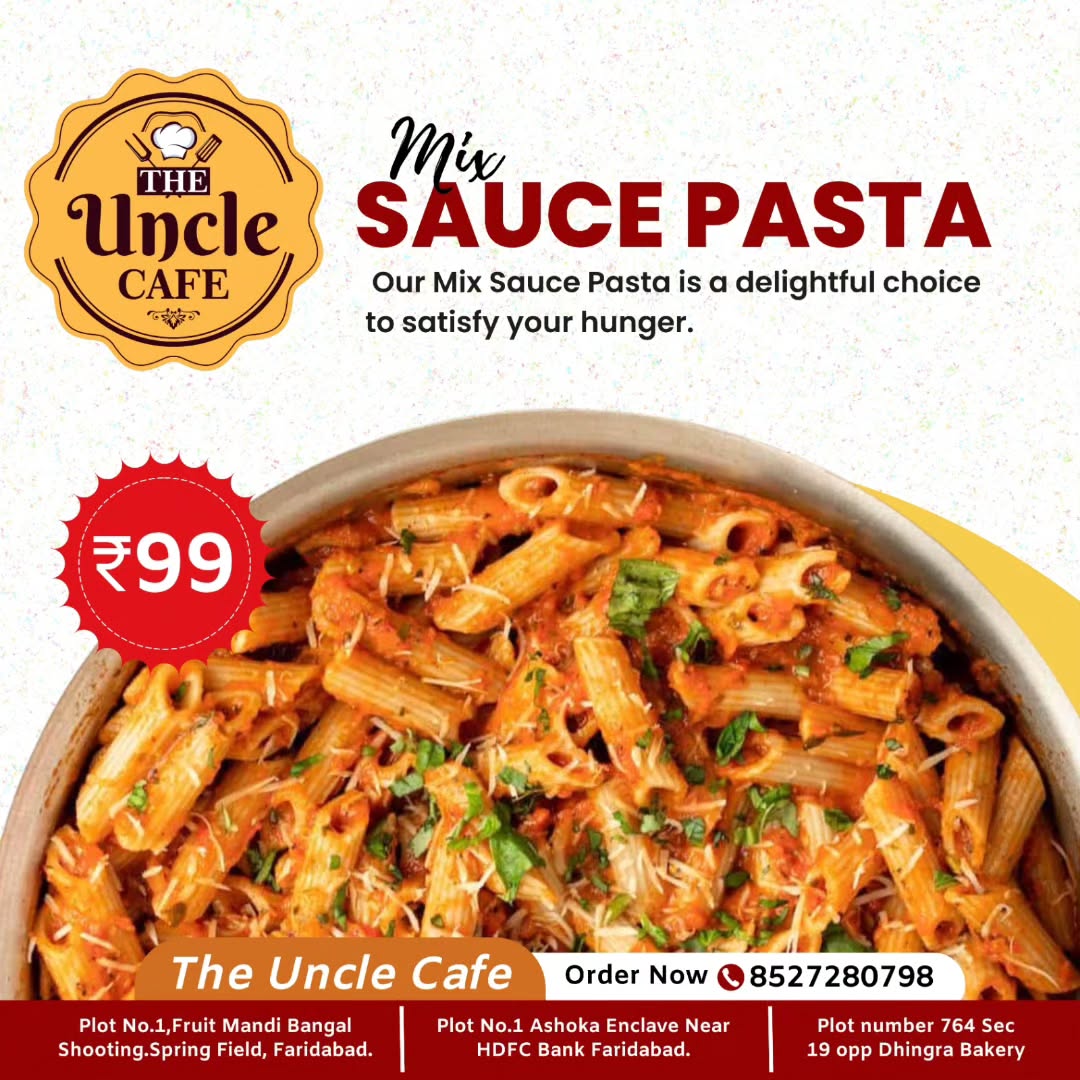 THE
Uncle
CAFE
Mix
SAUCE PASTA
Our Mix Sauce Pasta is a delightful choice
to satisfy your hunger.
₹99
The Uncle Cafe
Order Now 8527280798
Plot No.1,Fruit Mandi Bangal
Shooting.Spring Field, Faridabad.
Plot No.1 Ashoka Enclave Near
HDFC Bank Faridabad.
Plot number 764 Sec
19 opp Dhingra Bakery